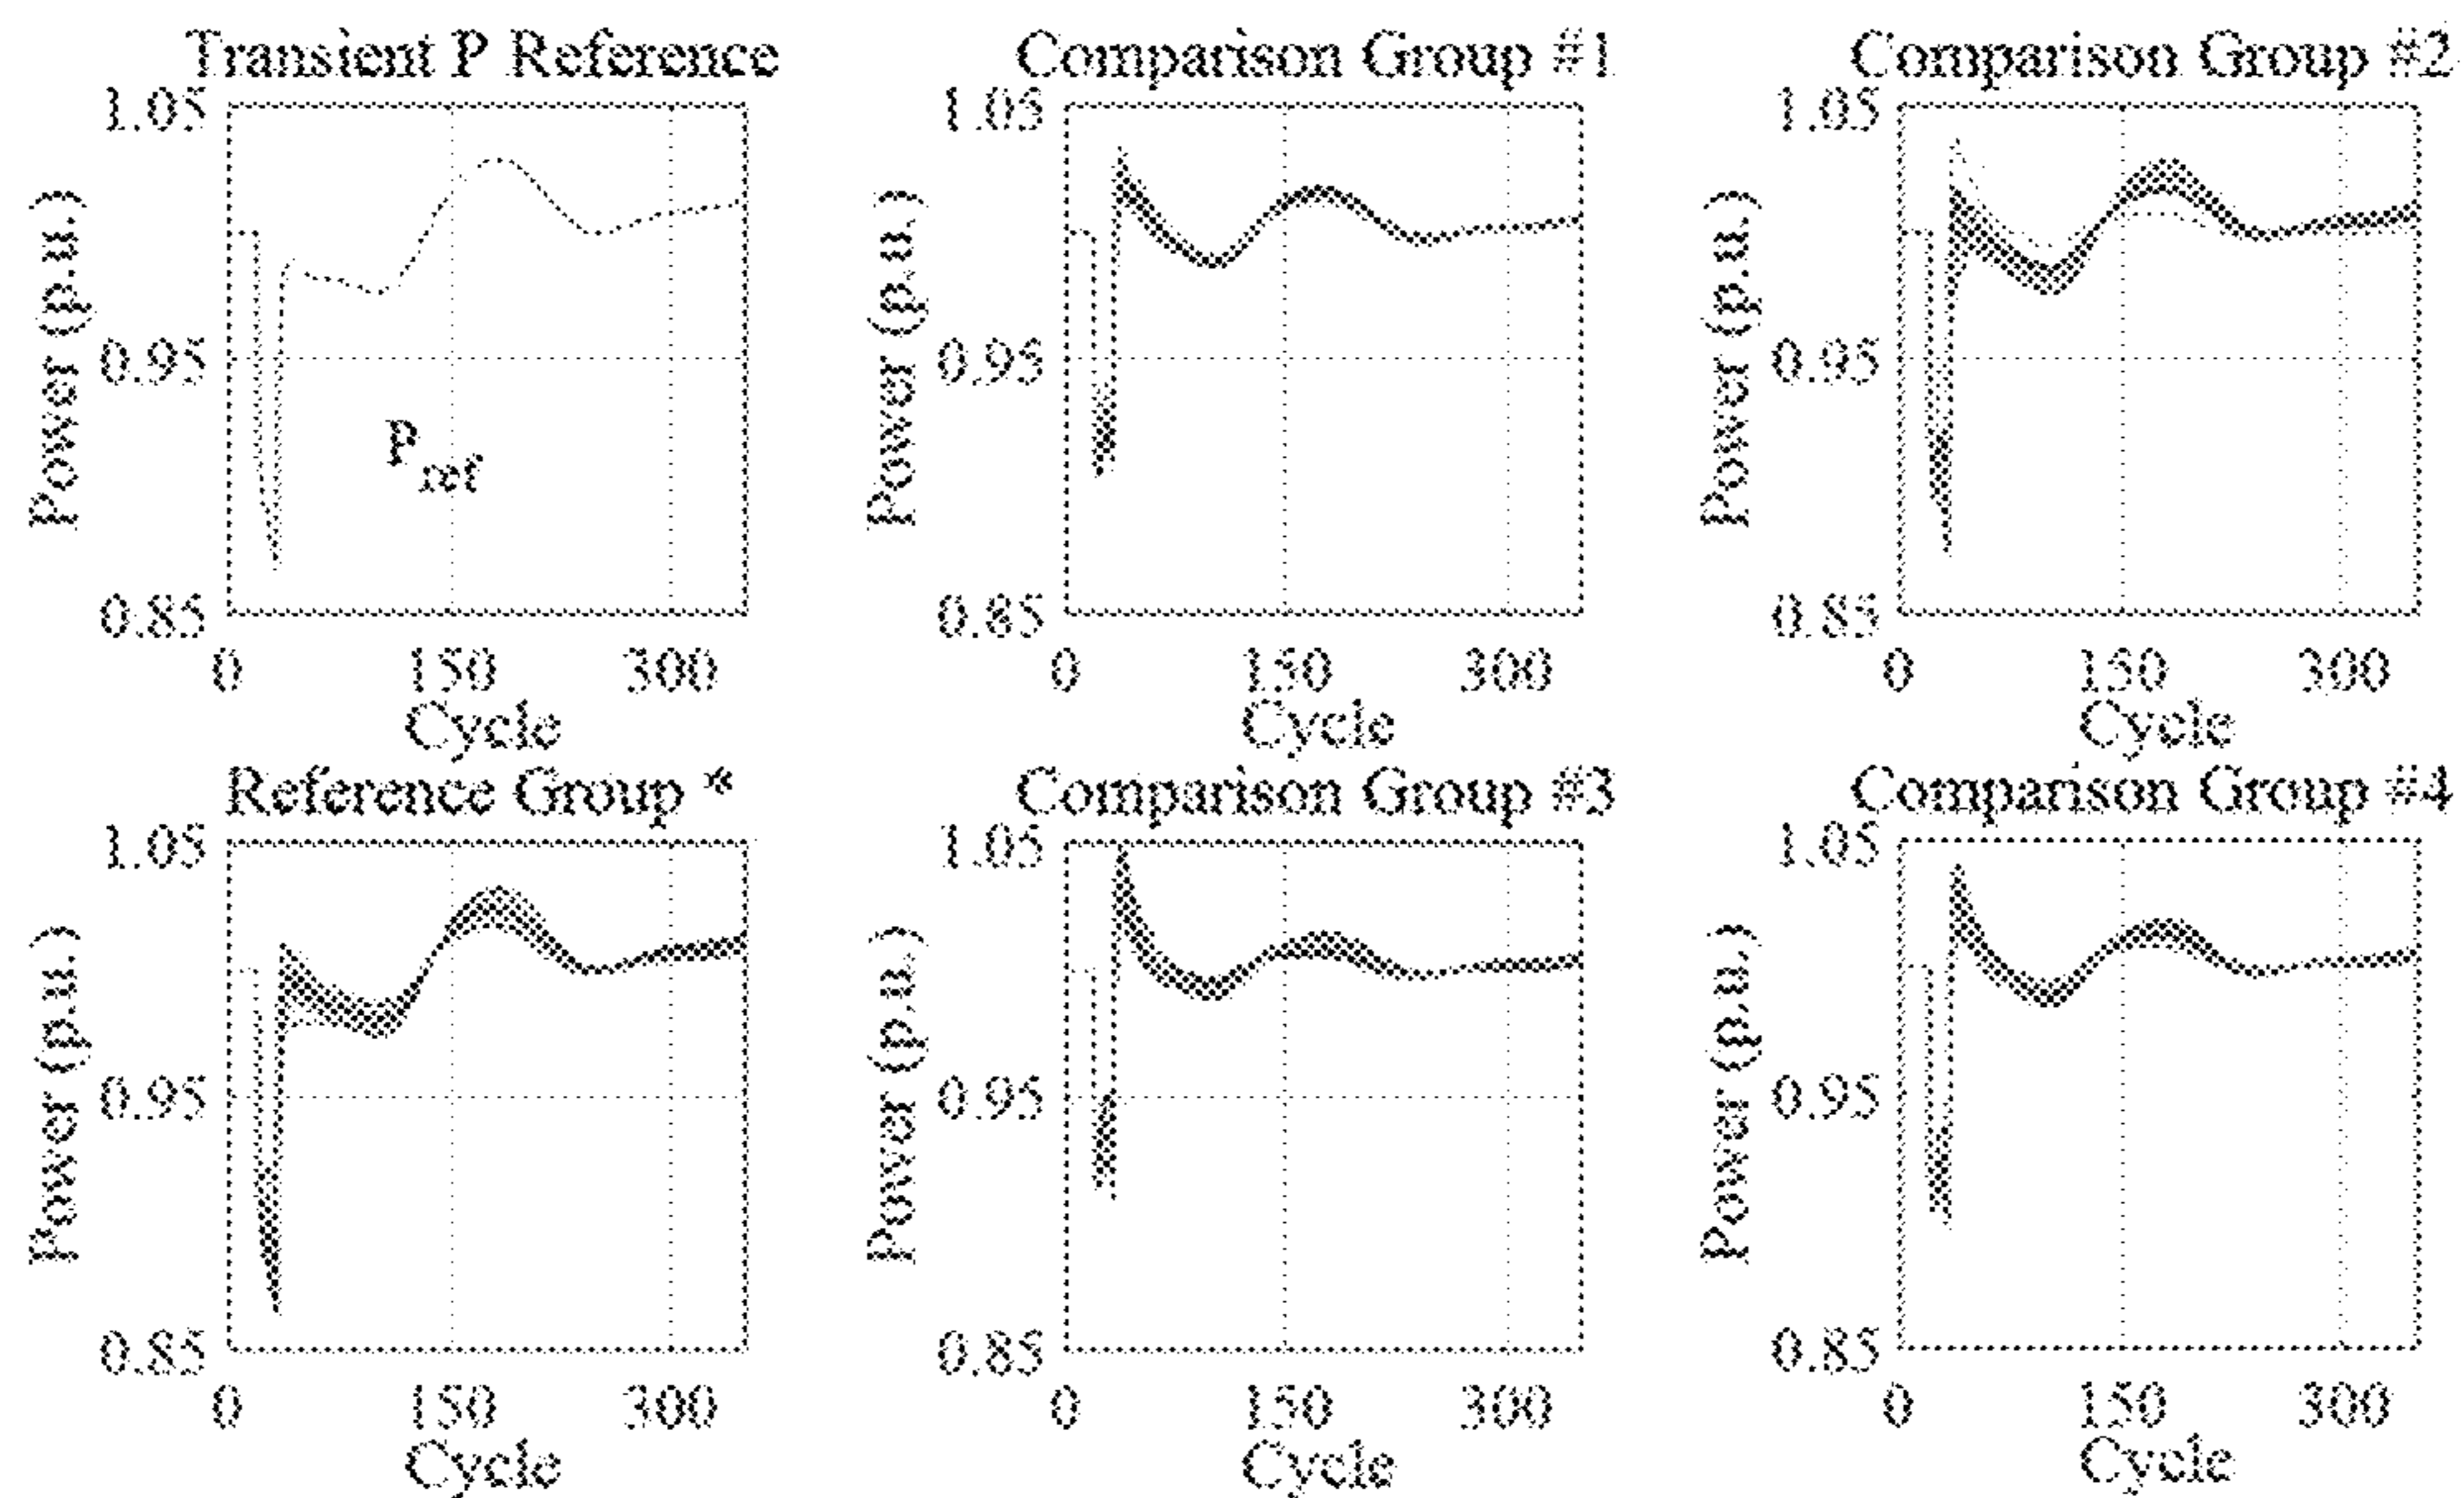 Transient P Reference
1.05
0.95
0.85
Power (p.u.)
P_ref
0 150 300
Cycle
Comparison Group #1
1.05
0.95
0.85
Power (p.u.)
0 150 300
Cycle
Comparison Group #2
1.05
0.95
0.85
Power (p.u.)
0 150 300
Cycle
Reference Group *
1.05
0.95
0.85
Power (p.u.)
0 150 300
Cycle
Comparison Group #3
1.05
0.95
0.85
Power (p.u.)
0 150 300
Cycle
Comparison Group #4
1.05
0.95
0.85
Power (p.u.)
0 150 300
Cycle